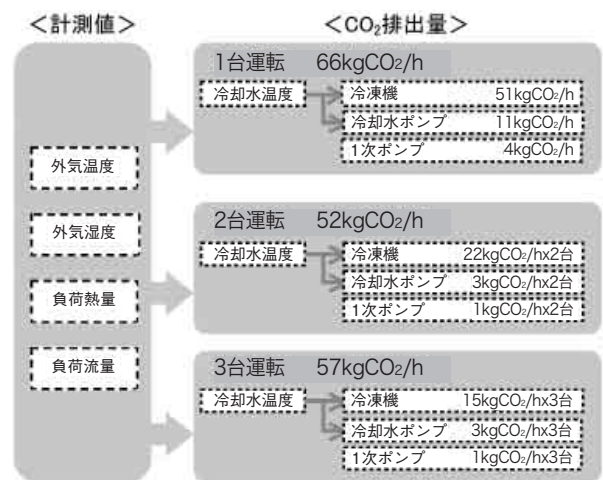 ＜計測値＞
外気温度
外気湿度
負荷熱量
負荷流量
＜CO₂排出量＞
1台運転 66kgCO₂/h
冷却水温度
冷凍機 51kgCO₂/h
冷却水ポンプ 11kgCO₂/h
1次ポンプ 4kgCO₂/h
2台運転 52kgCO₂/h
冷却水温度
冷凍機 22kgCO₂/hx2台
冷却水ポンプ 3kgCO₂/hx2台
1次ポンプ 1kgCO₂/hx2台
3台運転 57kgCO₂/h
冷却水温度
冷凍機 15kgCO₂/hx3台
冷却水ポンプ 3kgCO₂/hx3台
1次ポンプ 1kgCO₂/hx3台